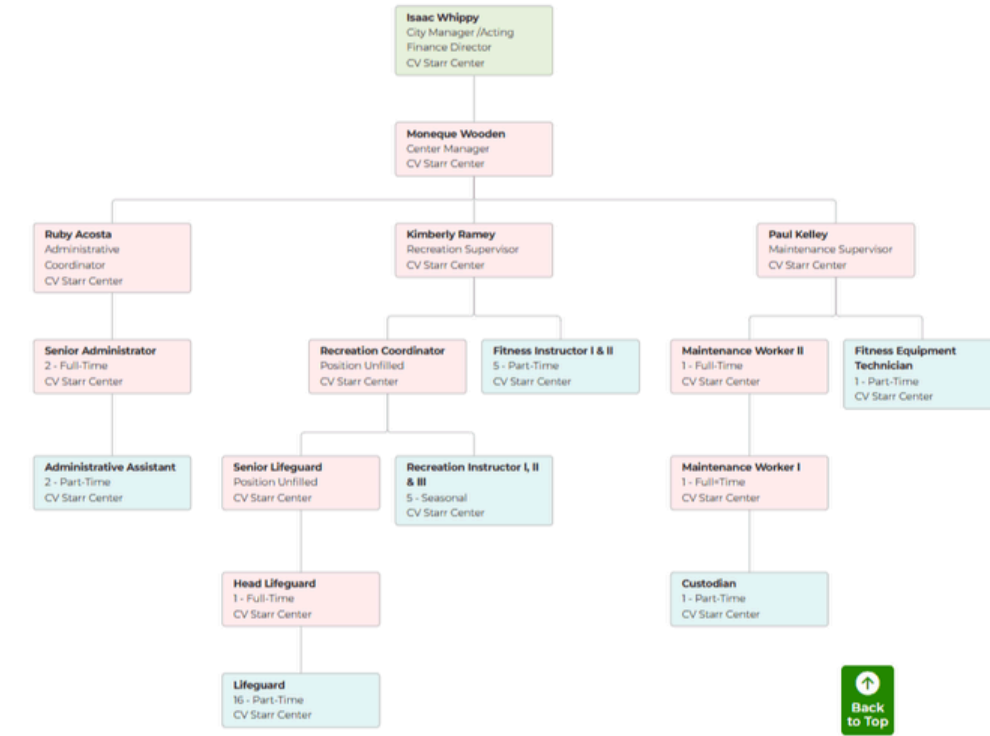 Isaac Whippy
City Manager /Acting
Finance Director
CV Starr Center
Moneque Wooden
Center Manager
CV Starr Center
Ruby Acosta
Administrative
Coordinator
CV Starr Center
Kimberly Ramey
Recreation Supervisor
CV Starr Center
Paul Kelley
Maintenance Supervisor
CV Starr Center
Senior Administrator
2 - Full-Time
CV Starr Center
Recreation Coordinator
Position Unfilled
CV Starr Center
Fitness Instructor I & II
5 - Part-Time
CV Starr Center
Maintenance Worker II
1 - Full-Time
CV Starr Center
Fitness Equipment
Technician
1 - Part-Time
CV Starr Center
Administrative Assistant
2 - Part-Time
CV Starr Center
Senior Lifeguard
Position Unfilled
CV Starr Center
Recreation Instructor I, II
& III
5 - Seasonal
CV Starr Center
Maintenance Worker I
1 - Full=Time
CV Starr Center
Head Lifeguard
1 - Full-Time
CV Starr Center
Custodian
1 - Part-Time
CV Starr Center
Lifeguard
16 - Part-Time
CV Starr Center
Back
to Top